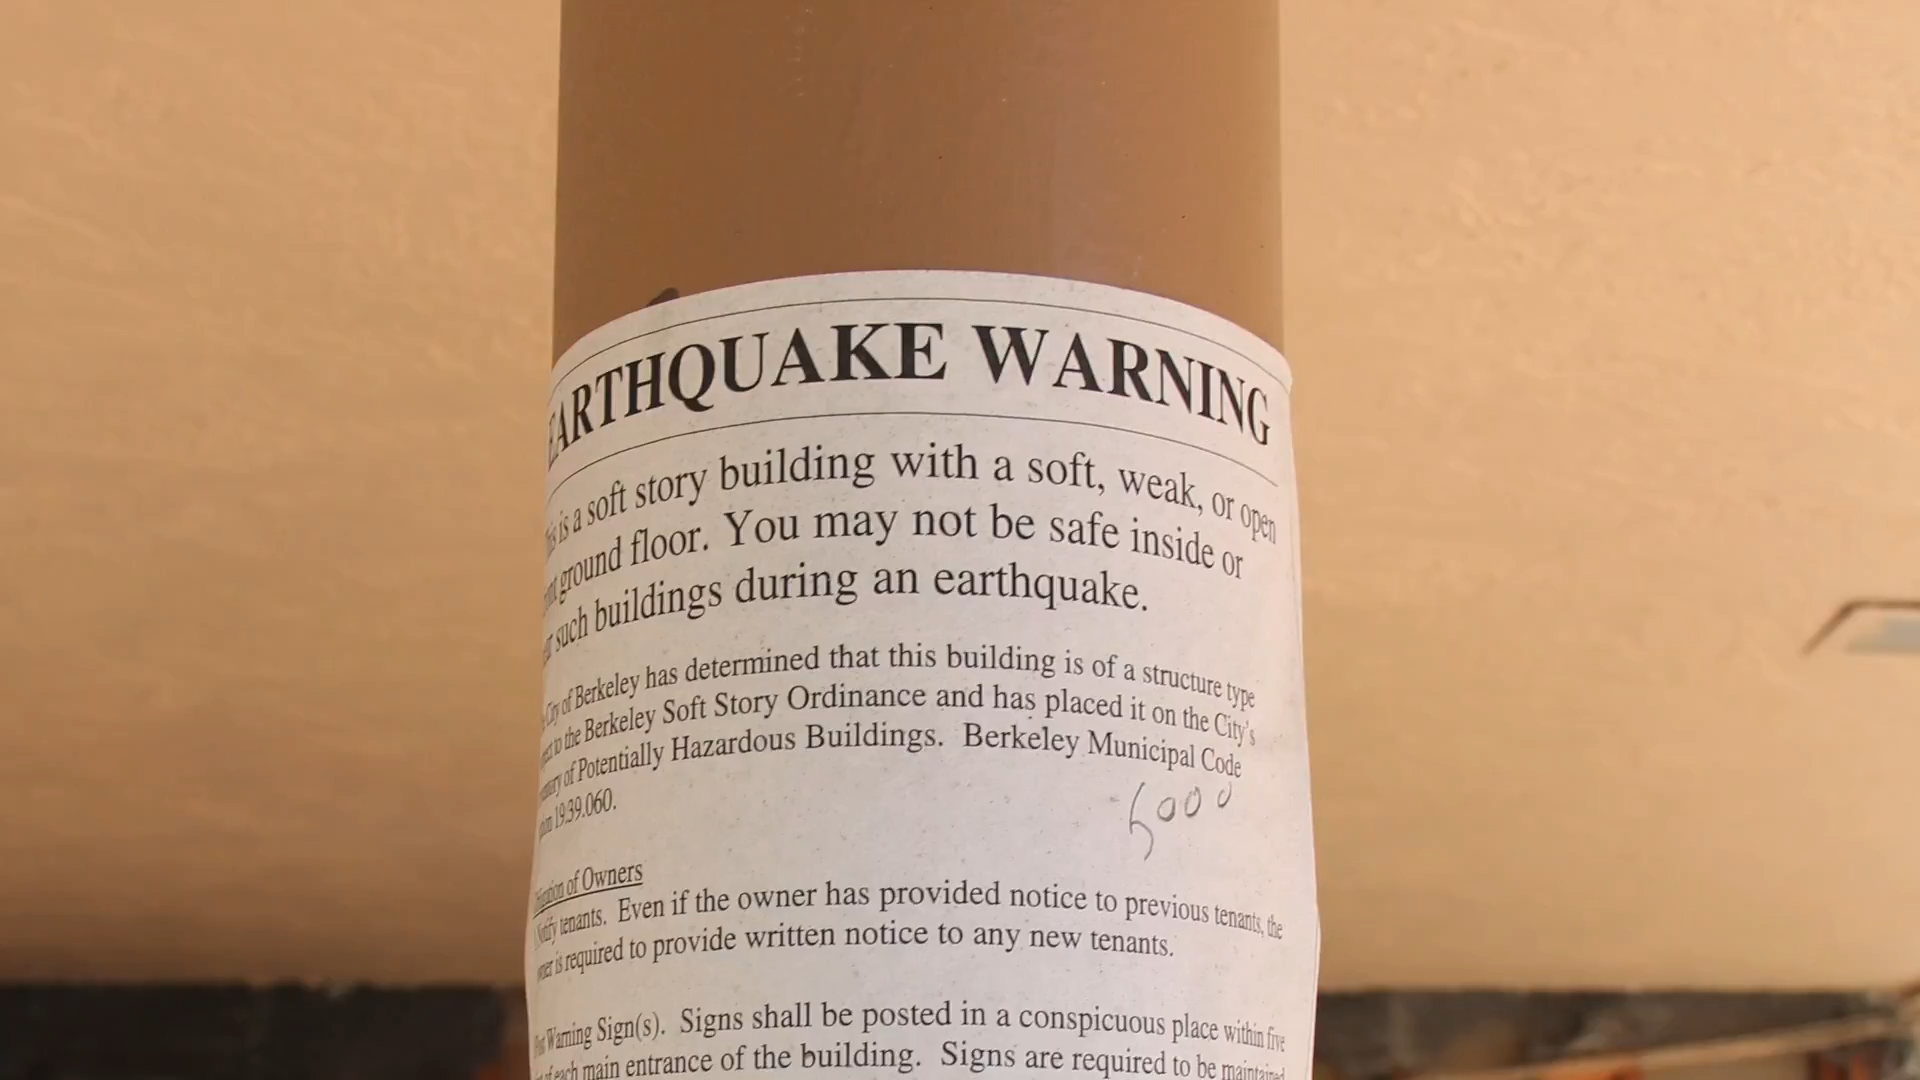 EARTHQUAKE WARNING
This is a soft story building with a soft, weak, or open
ground floor. You may not be safe inside or
such buildings during an earthquake.
City of Berkeley has determined that this building is of a structure type
to the Berkeley Soft Story Ordinance and has placed it on the City's
of Potentially Hazardous Buildings. Berkeley Municipal Code
19.39.060.
5000
of Owners
Notify tenants. Even if the owner has provided notice to previous tenants, the
is required to provide written notice to any new tenants.
Warning Sign(s). Signs shall be posted in a conspicuous place within five
of each main entrance of the building. Signs are required to be maintained